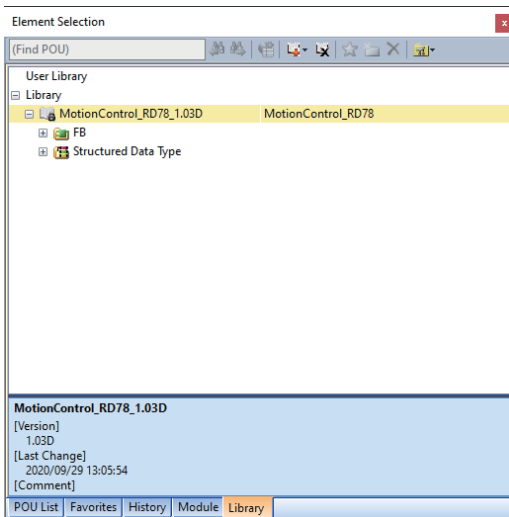 Element Selection
x
(Find POU)
User Library
Library
MotionControl_RD78_1.03D MotionControl_RD78
FB
Structured Data Type
MotionControl_RD78_1.03D
[Version]
1.03D
[Last Change]
2020/09/29 13:05:54
[Comment]
POU List Favorites History Module Library